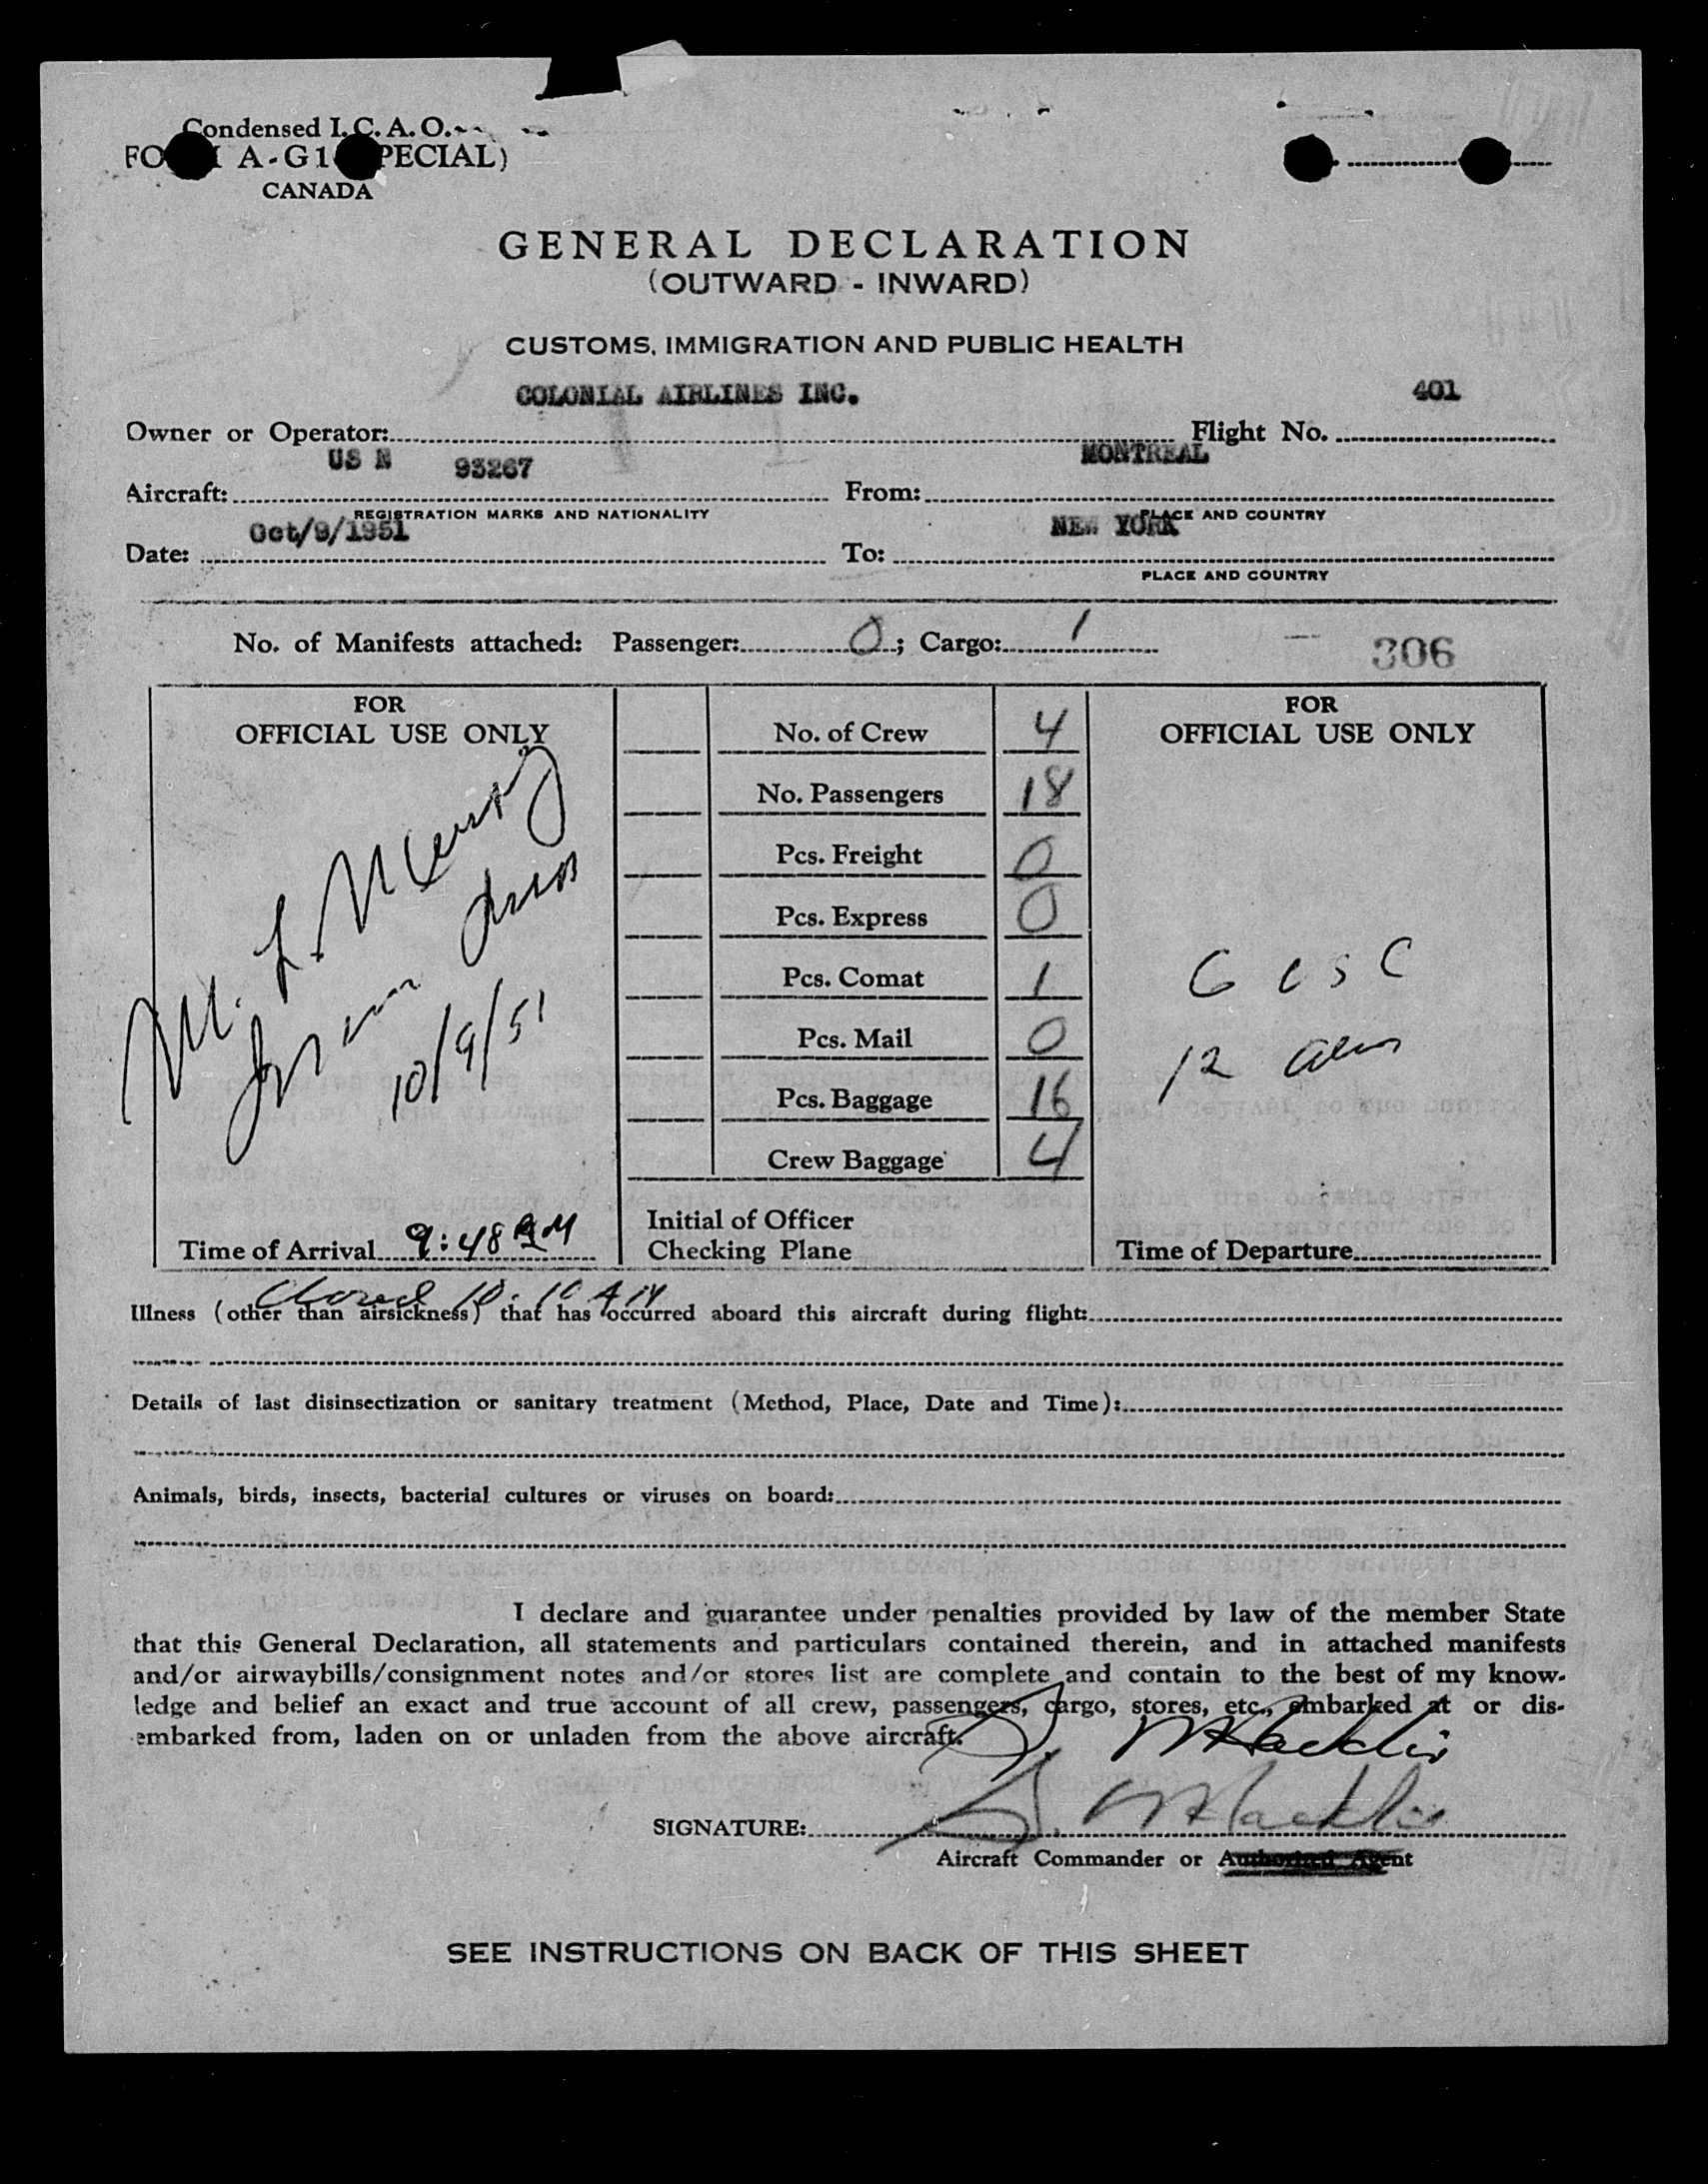 Condensed I. C. A. O.
FO A-G1 PECIAL)
CANADA
GENERAL DECLARATION
(OUTWARD - INWARD)
CUSTOMS, IMMIGRATION AND PUBLIC HEALTH
COLONIAL AIRLINES INC.
401
Owner or Operator: Flight No.
US N 93267
MONTREAL
Aircraft: From:
REGISTRATION MARKS AND NATIONALITY
PLACE AND COUNTRY
Oct/9/1951
NEW YORK
Date: To:
PLACE AND COUNTRY
No. of Manifests attached: Passenger: 0; Cargo: 1
306
FOR
OFFICIAL USE ONLY
10/9/51
Time of Arrival 9:48 AM
No. of Crew 4
No. Passengers 18
Pcs. Freight 0
Pcs. Express 0
Pcs. Comat 1
Pcs. Mail 0
Pcs. Baggage 16
Crew Baggage 4
Initial of Officer
Checking Plane
FOR
OFFICIAL USE ONLY
6 USC
12
Time of Departure
10:10 AM
Illness (other than airsickness) that has occurred aboard this aircraft during flight:
Details of last disinsectization or sanitary treatment (Method, Place, Date and Time):
Animals, birds, insects, bacterial cultures or viruses on board:
I declare and guarantee under penalties provided by law of the member State
that this General Declaration, all statements and particulars contained therein, and in attached manifests
and/or airwaybills/consignment notes and/or stores list are complete and contain to the best of my know-
ledge and belief an exact and true account of all crew, passengers, cargo, stores, etc., embarked at or dis-
embarked from, laden on or unladen from the above aircraft.
SIGNATURE:
Aircraft Commander or Authorized Agent
SEE INSTRUCTIONS ON BACK OF THIS SHEET